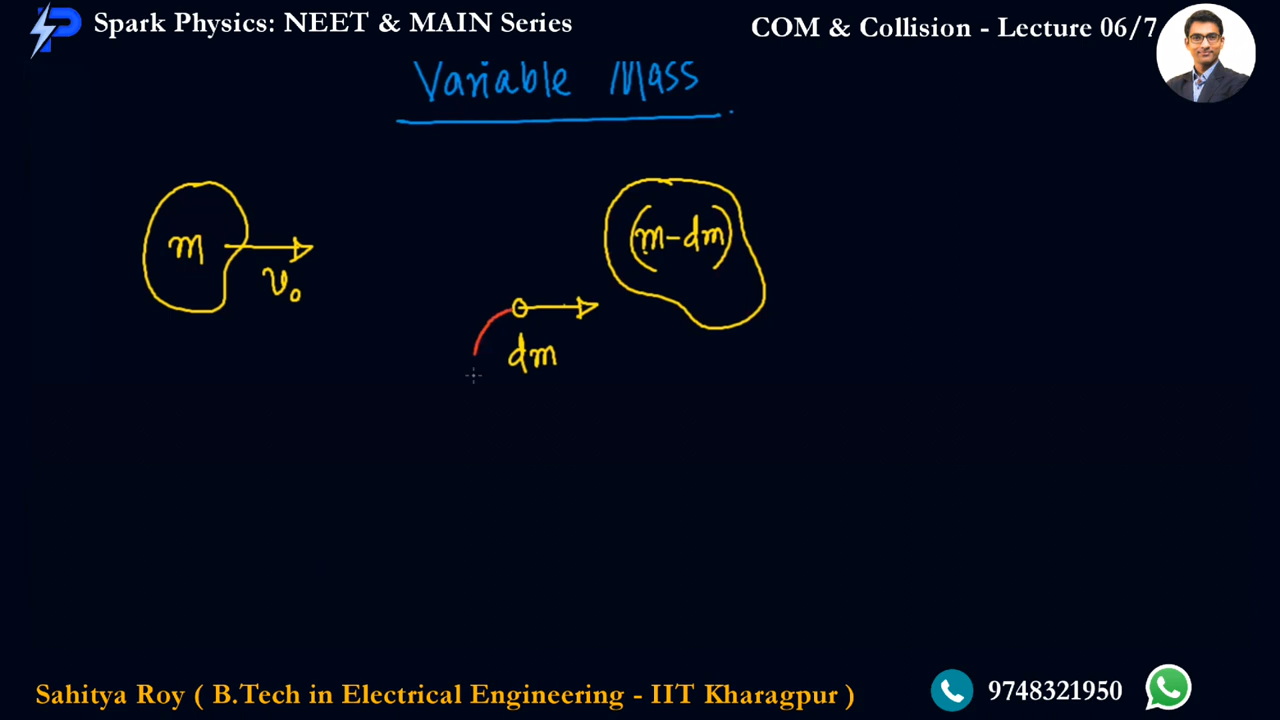 Spark Physics: NEET & MAIN Series
COM & Collision - Lecture 06/7
Variable Mass
m
v₀
(m-dm)
dm
Sahitya Roy ( B.Tech in Electrical Engineering - IIT Kharagpur )
9748321950